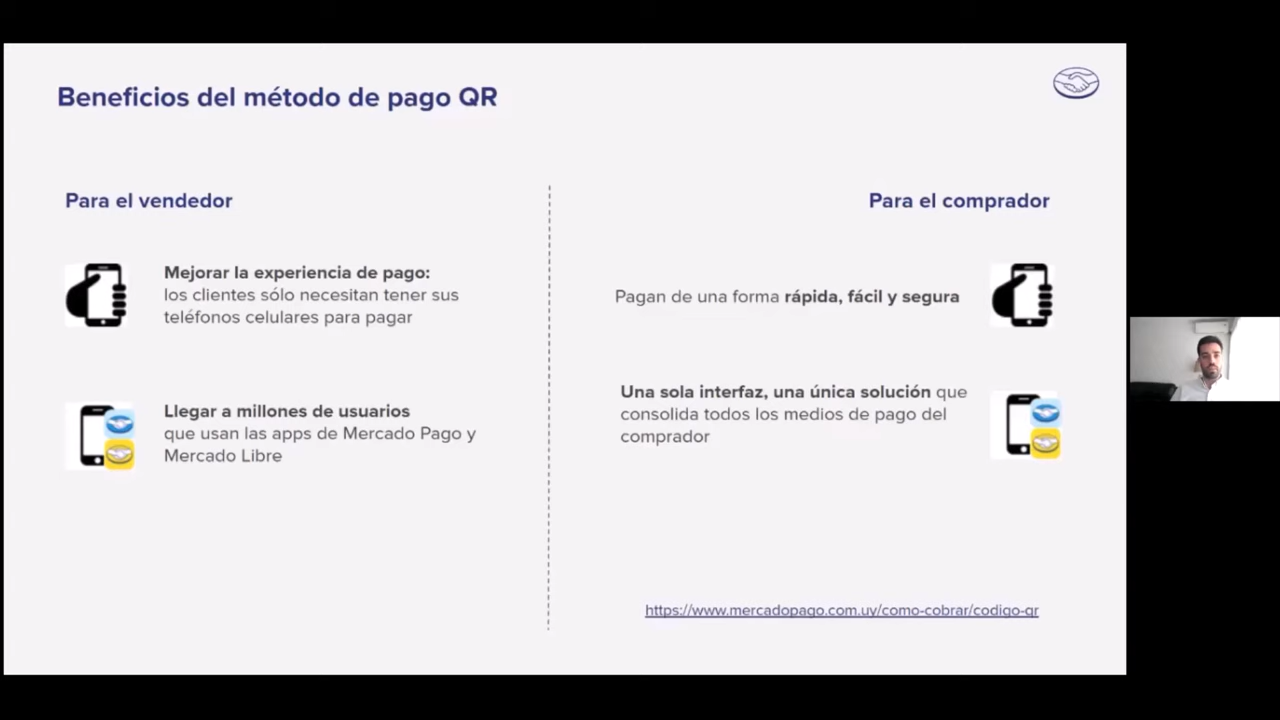 Beneficios del método de pago QR
Para el vendedor
Mejorar la experiencia de pago:
los clientes sólo necesitan tener sus
teléfonos celulares para pagar
Llegar a millones de usuarios
que usan las apps de Mercado Pago y
Mercado Libre
Para el comprador
Pagan de una forma rápida, fácil y segura
Una sola interfaz, una única solución que
consolida todos los medios de pago del
comprador
https://www.mercadopago.com.uy/como-cobrar/codigo-qr